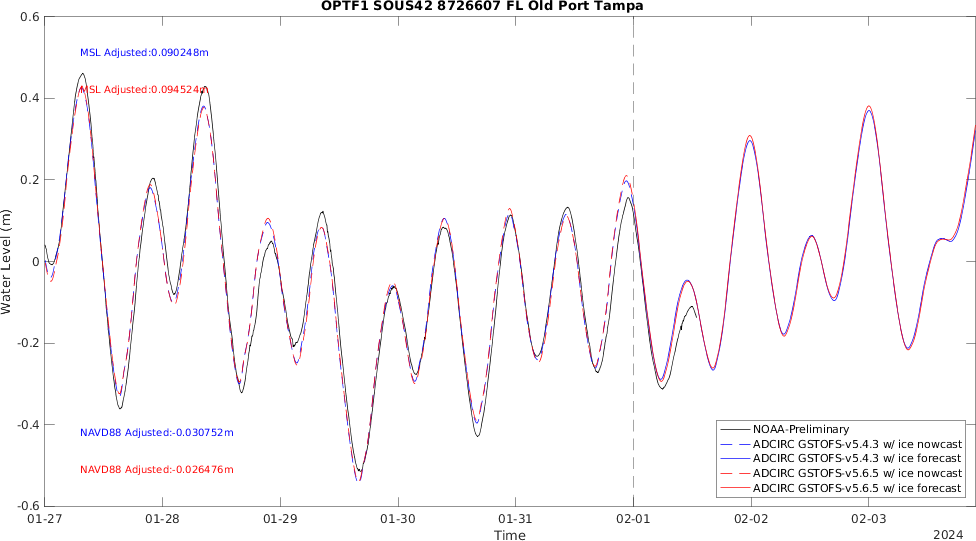 OPTF1 SOUS42 8726607 FL Old Port Tampa
0.6
MSL Adjusted:0.090248m
MSL Adjusted:0.094524m
0.4
0.2
0
-0.2
-0.4
-0.6
Water Level (m)
NAVD88 Adjusted:-0.030752m
NAVD88 Adjusted:-0.026476m
NOAA-Preliminary
ADCIRC GSTOFS-v5.4.3 w/ ice nowcast
ADCIRC GSTOFS-v5.4.3 w/ ice forecast
ADCIRC GSTOFS-v5.6.5 w/ ice nowcast
ADCIRC GSTOFS-v5.6.5 w/ ice forecast
01-27 01-28 01-29 01-30 01-31 02-01 02-02 02-03
Time
2024